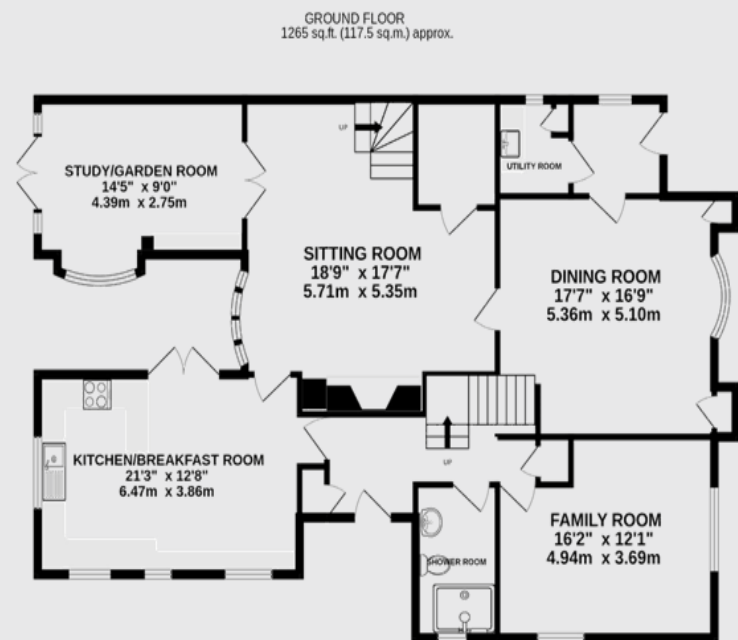 GROUND FLOOR
1265 sq.ft. (117.5 sq.m.) approx.
UP
STUDY/GARDEN ROOM
14'5" x 9'0"
4.39m x 2.75m
UTILITY ROOM
SITTING ROOM
18'9" x 17'7"
5.71m x 5.35m
DINING ROOM
17'7" x 16'9"
5.36m x 5.10m
KITCHEN/BREAKFAST ROOM
21'3" x 12'8"
6.47m x 3.86m
UP
FAMILY ROOM
16'2" x 12'1"
4.94m x 3.69m
SHOWER ROOM